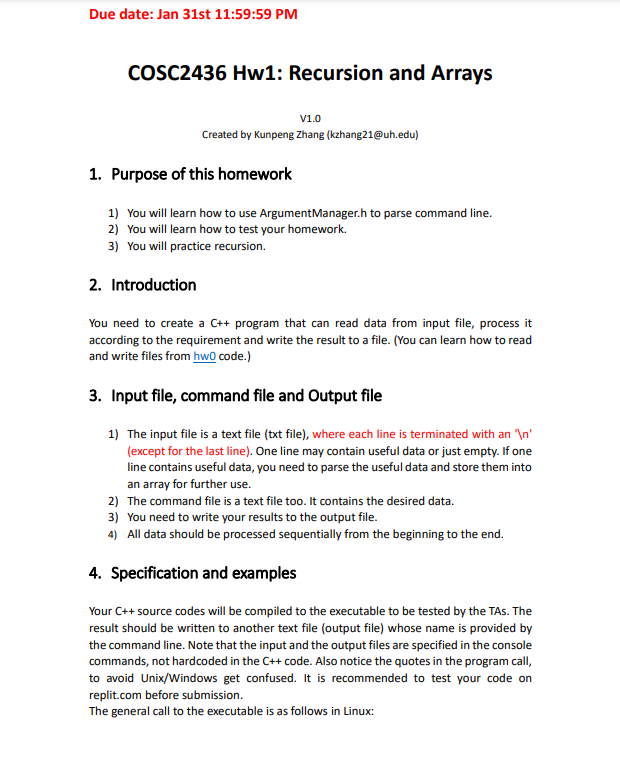 Due date: Jan 31st 11:59:59 PM
COSC2436 Hw1: Recursion and Arrays
V1.0
Created by Kunpeng Zhang (kzhang21@uh.edu)
1. Purpose of this homework
1) You will learn how to use ArgumentManager.h to parse command line.
2) You will learn how to test your homework.
3) You will practice recursion.
2. Introduction
You need to create a C++ program that can read data from input file, process it
according to the requirement and write the result to a file. (You can learn how to read
and write files from hw0 code.)
3. Input file, command file and Output file
1) The input file is a text file (txt file), where each line is terminated with an '\n'
(except for the last line). One line may contain useful data or just empty. If one
line contains useful data, you need to parse the useful data and store them into
an array for further use.
2) The command file is a text file too. It contains the desired data.
3) You need to write your results to the output file.
4) All data should be processed sequentially from the beginning to the end.
4. Specification and examples
Your C++ source codes will be compiled to the executable to be tested by the TAs. The
result should be written to another text file (output file) whose name is provided by
the command line. Note that the input and the output files are specified in the console
commands, not hardcoded in the C++ code. Also notice the quotes in the program call,
to avoid Unix/Windows get confused. It is recommended to test your code on
replit.com before submission.
The general call to the executable is as follows in Linux: